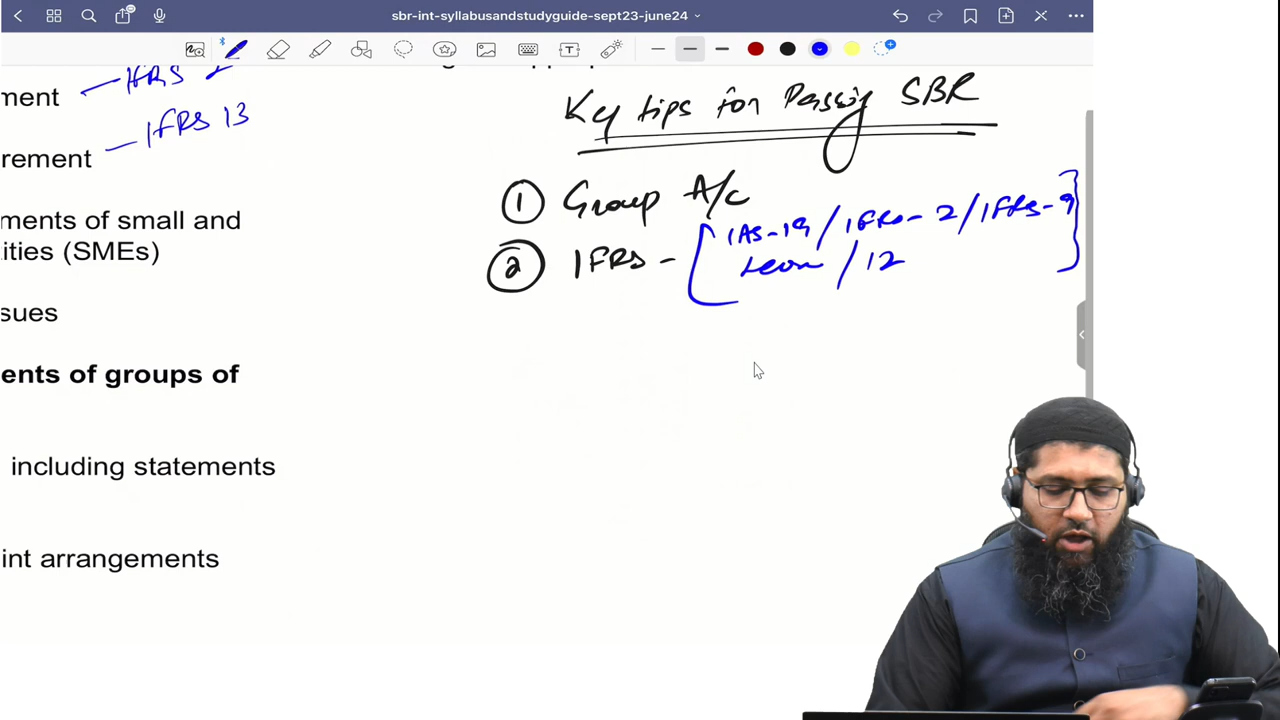 sbr-int-syllabusandstudyguide-sept23-june24
ment
IFRS 2
IFRS 13
rement
ments of small and
ities (SMEs)
sues
ents of groups of
including statements
int arrangements
Key tips for Passing SBR
1 Group A/c
2 IFRS - [IAS-19 / IFRS-2 / IFRS-9
/ 12]